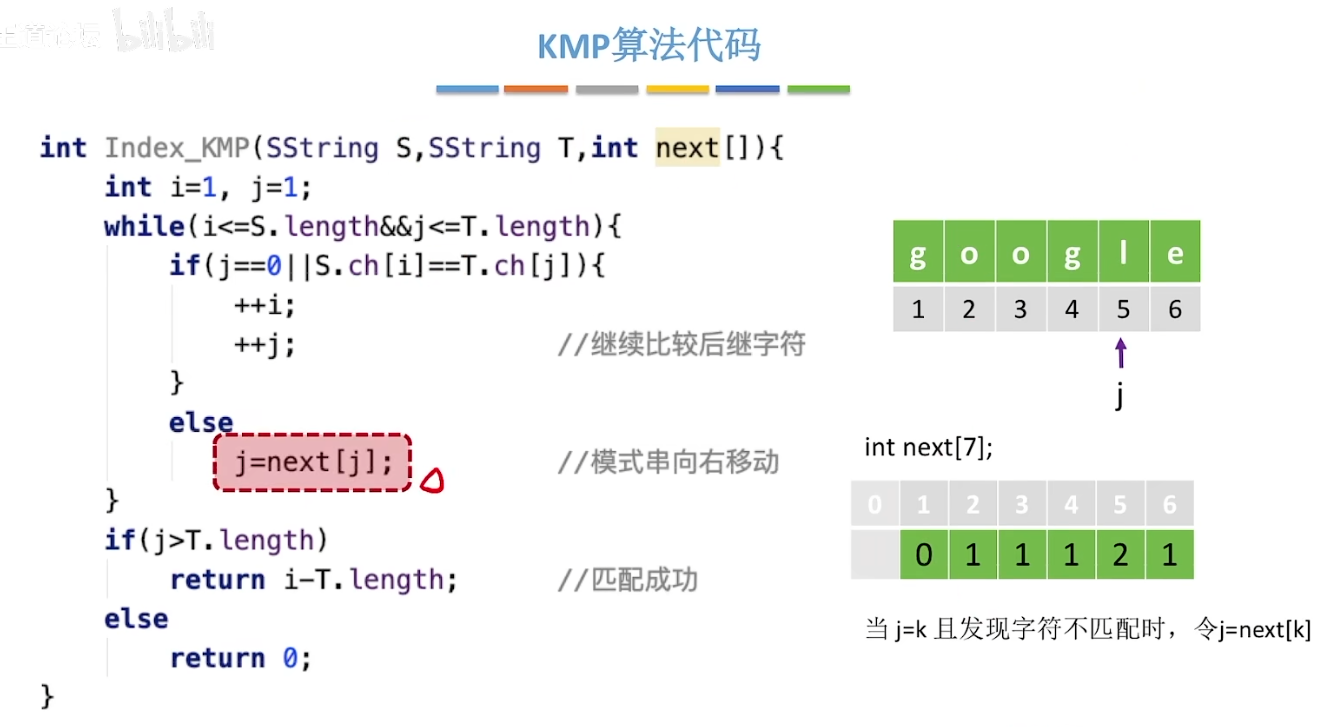 bilibili
KMP算法代码
int Index_KMP(SString S,SString T,int next[]){
int i=1, j=1;
while(i<=S.length&&j<=T.length){
if(j==0||S.ch[i]==T.ch[j]){
++i;
++j; //继续比较后继字符
}
else
j=next[j]; //模式串向右移动
}
if(j>T.length)
return i-T.length; //匹配成功
else
return 0;
}
g o o g l e
1 2 3 4 5 6
j
int next[7];
0 1 2 3 4 5 6
0 1 1 1 2 1
当 j=k 且发现字符不匹配时，令j=next[k]